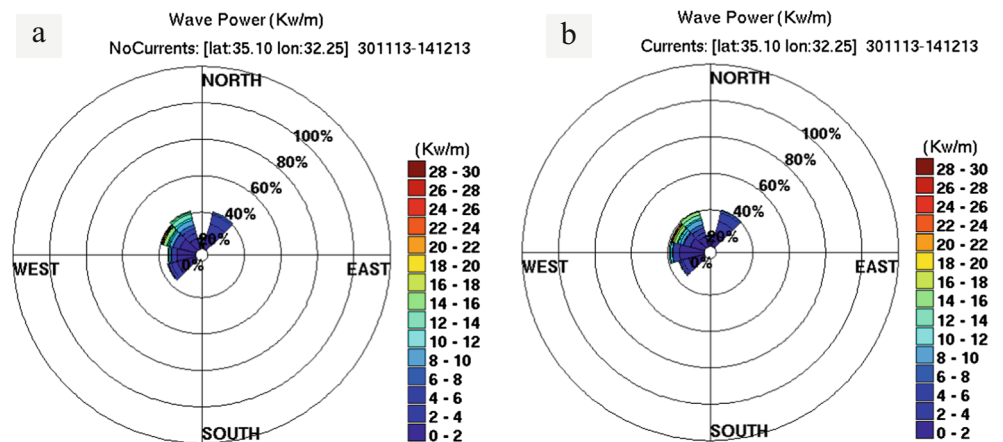 a
Wave Power (Kw/m)
NoCurrents: [lat:35.10 lon:32.25] 301113-141213
NORTH
100%
80%
60%
40%
20%
0%
WEST
EAST
SOUTH
(Kw/m)
28 - 30
26 - 28
24 - 26
22 - 24
20 - 22
18 - 20
16 - 18
14 - 16
12 - 14
10 - 12
8 - 10
6 - 8
4 - 6
2 - 4
0 - 2
b
Wave Power (Kw/m)
Currents: [lat:35.10 lon:32.25] 301113-141213
NORTH
100%
80%
60%
40%
20%
0%
WEST
EAST
SOUTH
(Kw/m)
28 - 30
26 - 28
24 - 26
22 - 24
20 - 22
18 - 20
16 - 18
14 - 16
12 - 14
10 - 12
8 - 10
6 - 8
4 - 6
2 - 4
0 - 2